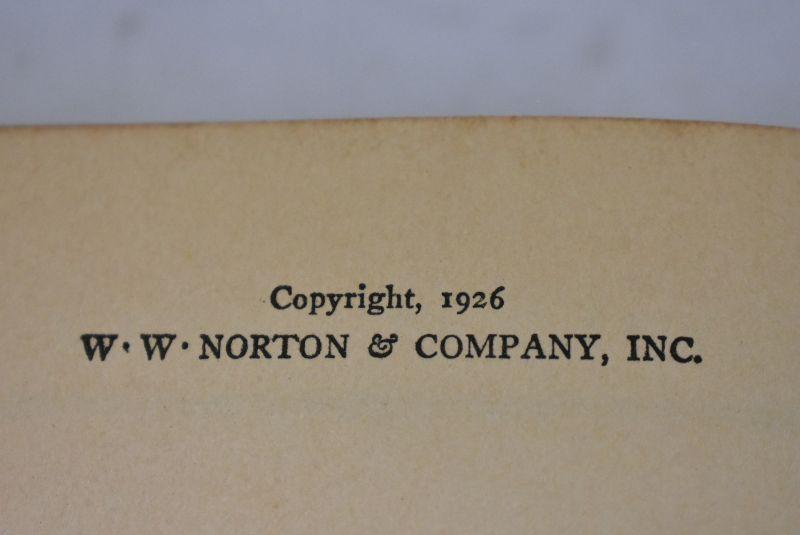 Copyright, 1926
W·W·NORTON & COMPANY, INC.